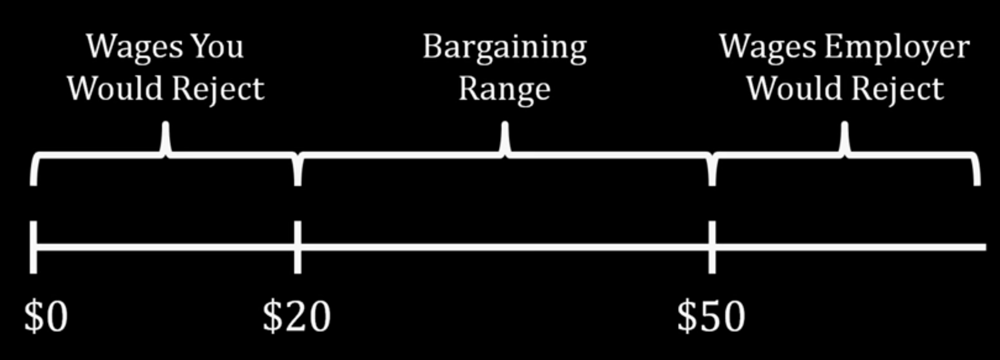 Wages You
Would Reject
Bargaining
Range
Wages Employer
Would Reject
$0
$20
$50